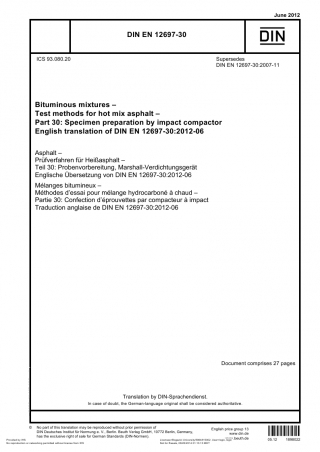 June 2012
DIN EN 12697-30
DIN
ICS 93.080.20
Supersedes
DIN EN 12697-30:2007-11
Bituminous mixtures –
Test methods for hot mix asphalt –
Part 30: Specimen preparation by impact compactor
English translation of DIN EN 12697-30:2012-06
Asphalt –
Prüfverfahren für Heißasphalt –
Teil 30: Probenvorbereitung, Marshall-Verdichtungsgerät
Englische Übersetzung von DIN EN 12697-30:2012-06
Mélanges bitumineux –
Méthodes d'essai pour mélange hydrocarboné à chaud –
Partie 30: Confection d'éprouvettes par compacteur à impact
Traduction anglaise de DIN EN 12697-30:2012-06
Document comprises 27 pages
Translation by DIN-Sprachendienst.
In case of doubt, the German-language original shall be considered authoritative.
No part of this translation may be reproduced without prior permission of
DIN Deutsches Institut für Normung e. V., Berlin. Beuth Verlag GmbH, 10772 Berlin, Germany,
has the exclusive right of sale for German Standards (DIN-Normen).
English price group 13
www.din.de
www.beuth.de